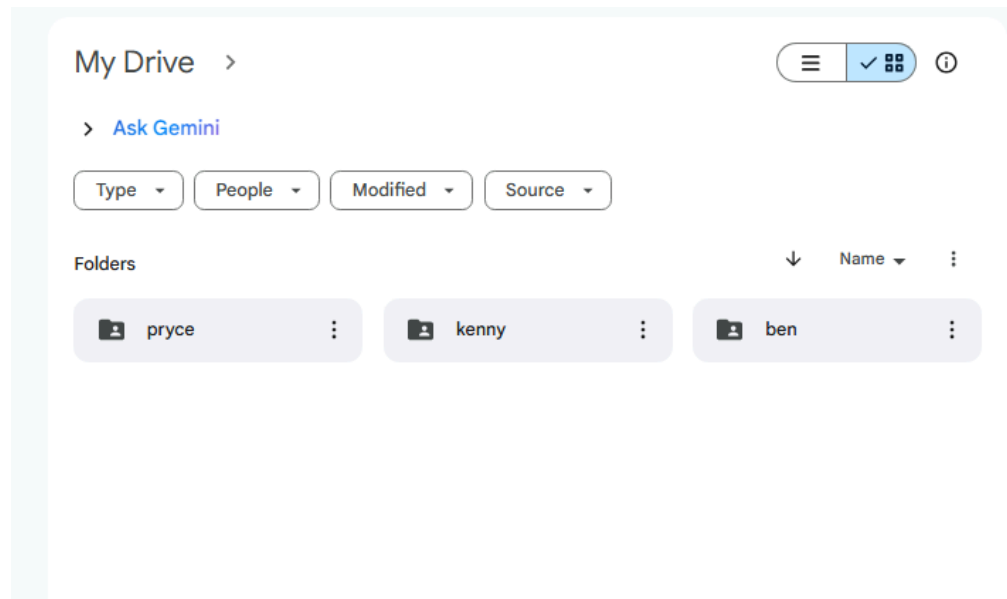 My Drive
Ask Gemini
Type People Modified Source
Folders Name
pryce kenny ben